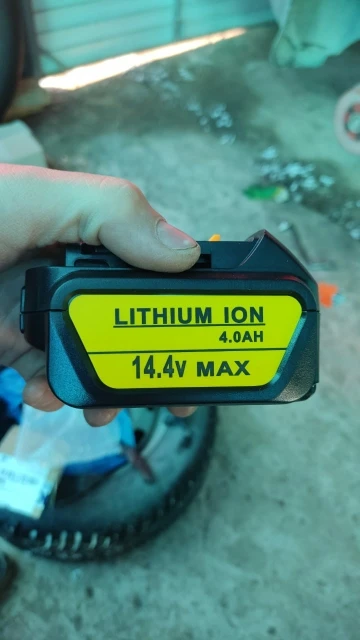 LITHIUM ION
4.0AH
14.4V MAX